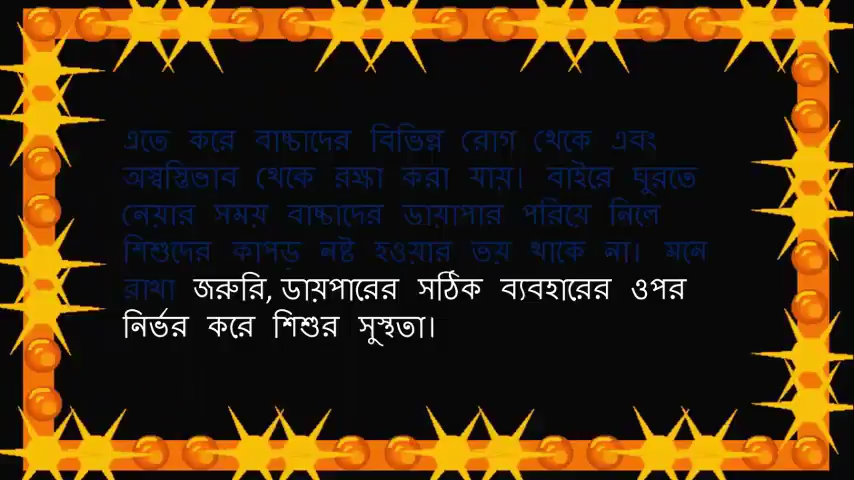 এতে করে বাচ্চাদের বিভিন্ন রোগ থেকে এবং
অস্বস্তিভাব থেকে রক্ষা করা যায়। বাইরে ঘুরতে
নেয়ার সময় বাচ্চাদের ডায়াপার পরিয়ে নিলে
শিশুদের কাপড় নষ্ট হওয়ার ভয় থাকে না। মনে
রাখা জরুরি, ডায়পারের সঠিক ব্যবহারের ওপর
নির্ভর করে শিশুর সুস্থতা।